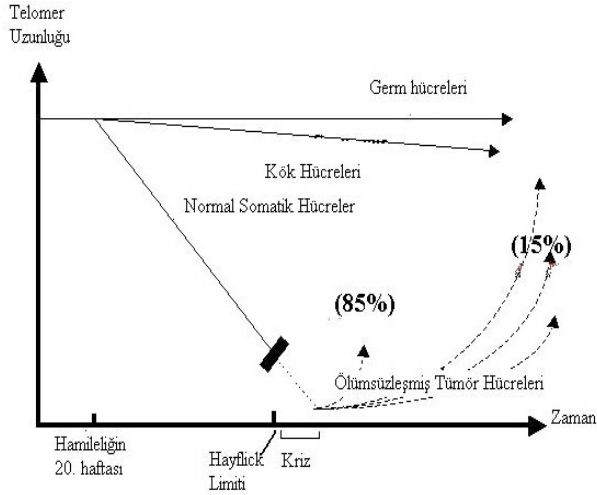 Telomer
Uzunluğu
Germ hücreleri
Kök Hücreleri
Normal Somatik Hücreler
(15%)
(85%)
Ölümsüzleşmiş Tümör Hücreleri
Zaman
Hamileliğin
20. haftası
Hayflick
Limiti
Kriz